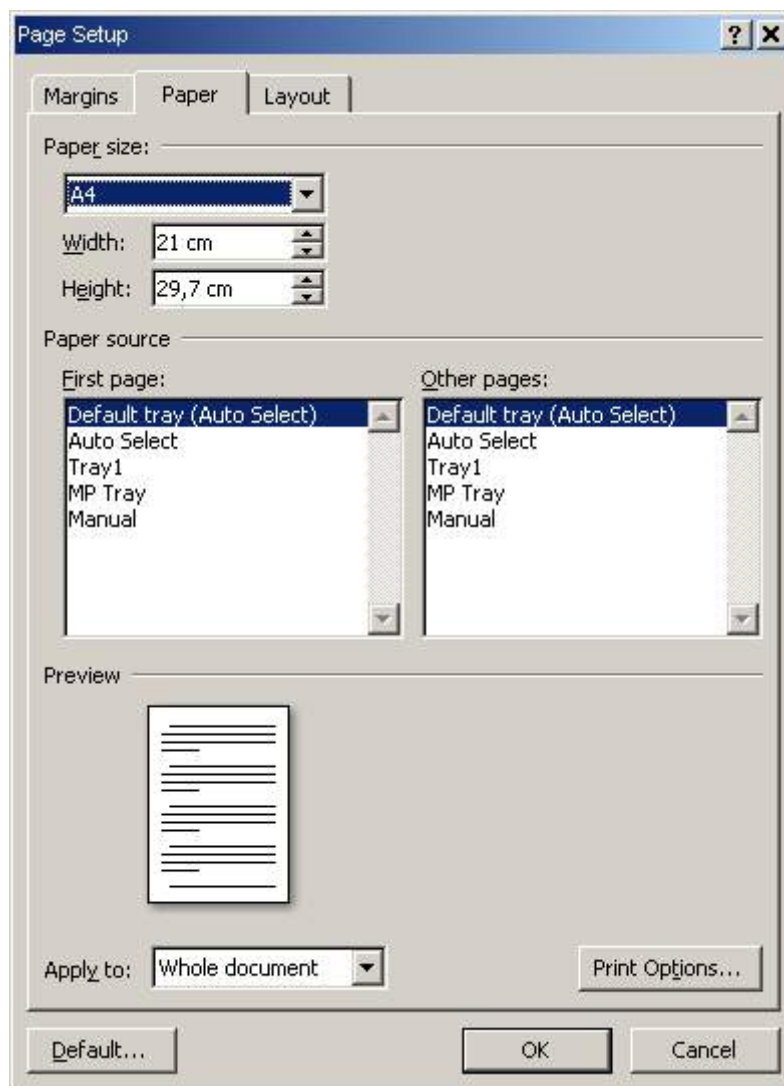 Page Setup
Margins Paper Layout
Paper size:
A4
Width: 21 cm
Height: 29,7 cm
Paper source
First page: Other pages:
Default tray (Auto Select) Default tray (Auto Select)
Auto Select Auto Select
Tray1 Tray1
MP Tray MP Tray
Manual Manual
Preview
Apply to: Whole document Print Options...
Default... OK Cancel